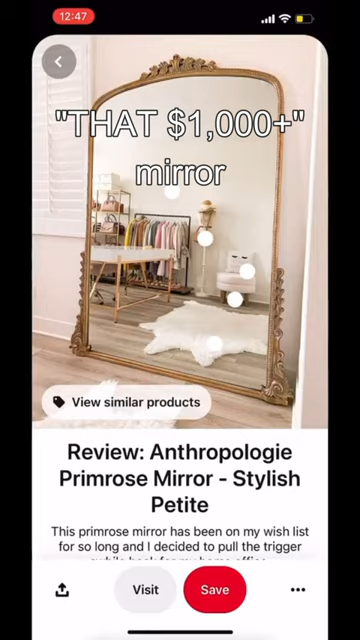 12:47
"THAT $1,000+"
mirror
View similar products
Review: Anthropologie
Primrose Mirror - Stylish
Petite
This primrose mirror has been on my wish list
for so long and I decided to pull the trigger
Visit
Save